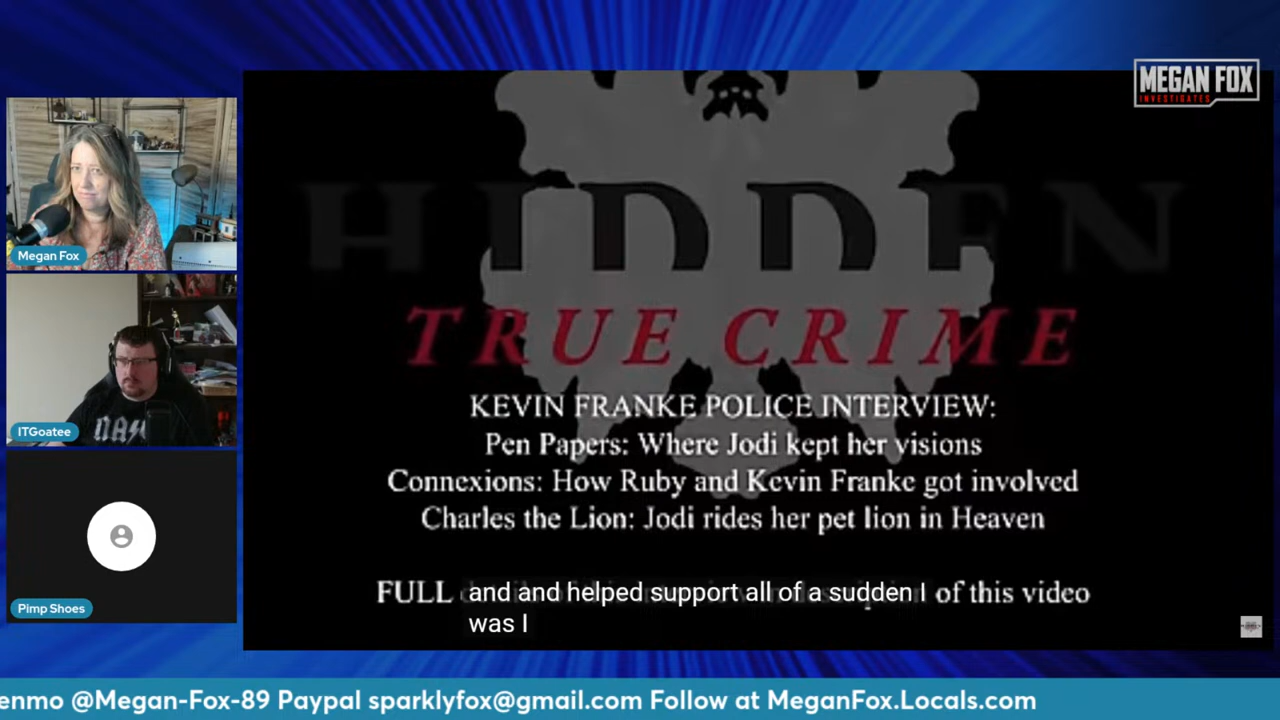 MEGAN FOX
INVESTIGATES
Megan Fox
ITGoatee
Pimp Shoes
HIDDEN
TRUE CRIME
KEVIN FRANKE POLICE INTERVIEW:
Pen Papers: Where Jodi kept her visions
Connexions: How Ruby and Kevin Franke got involved
Charles the Lion: Jodi rides her pet lion in Heaven
FULL of this video
and and helped support all of a sudden I
was I
enmo @Megan-Fox-89 Paypal sparklyfox@gmail.com Follow at MeganFox.Locals.com